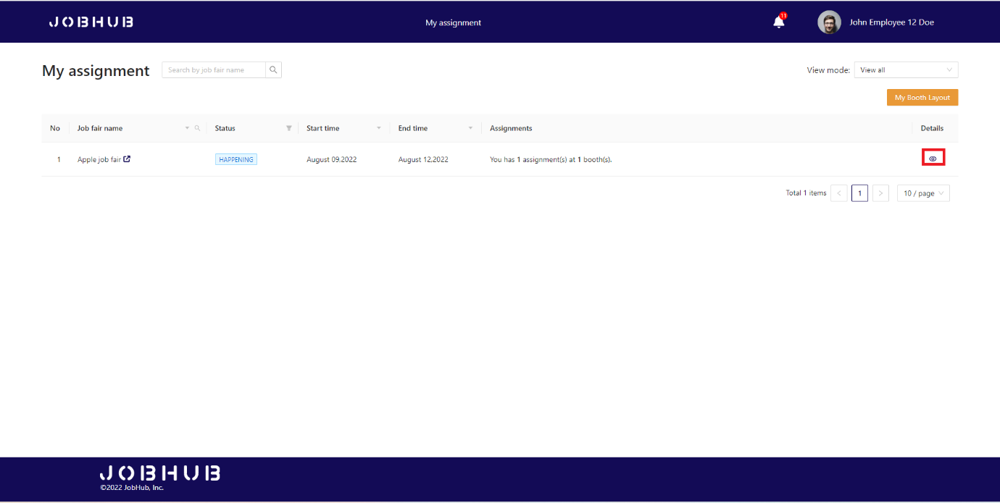 JOBHUB My assignment 11 John Employee 12 Doe
My assignment Search by job fair name View mode: View all
My Booth Layout
No Job fair name Status Start time End time Assignments Details
1 Apple job fair HAPPENING August 09,2022 August 12,2022 You has 1 assignment(s) at 1 booth(s).
Total 1 items < 1 > 10 / page
JOBHUB
©2022 JobHub, Inc.